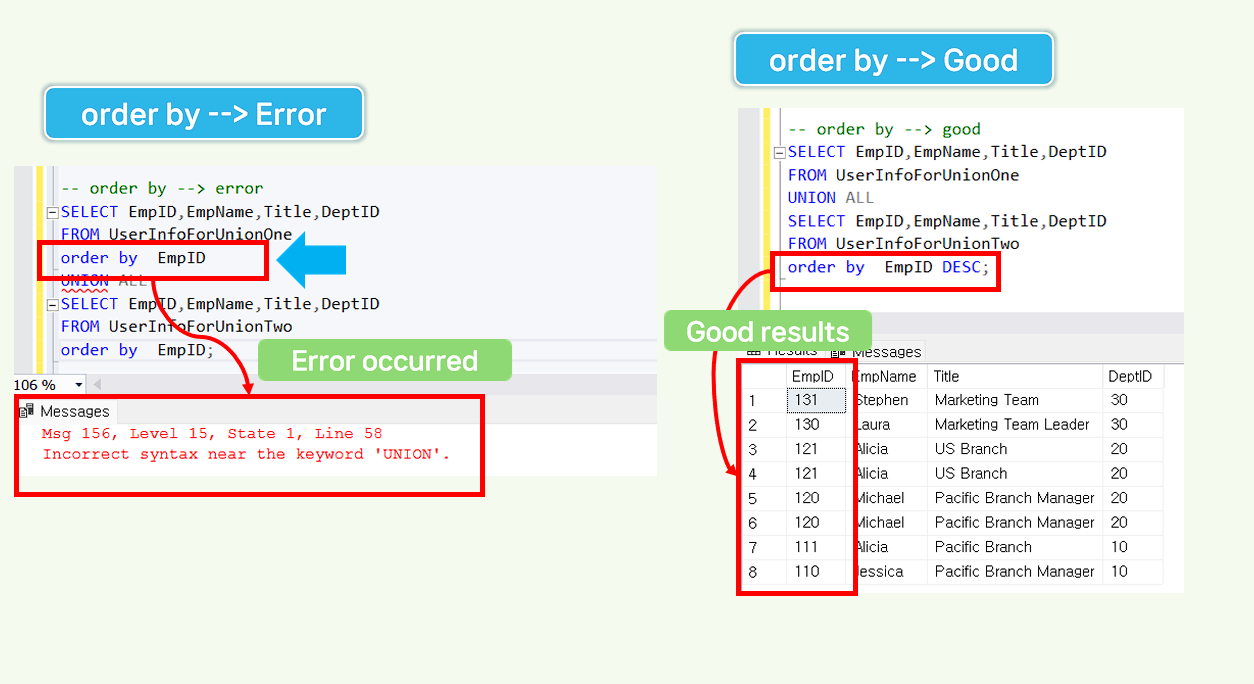 order by --> Error
-- order by --> error
SELECT EmpID,EmpName,Title,DeptID
FROM UserInfoForUnionOne
order by  EmpID
UNION ALL
SELECT EmpID,EmpName,Title,DeptID
FROM UserInfoForUnionTwo
order by  EmpID;
Error occurred
106 %
Messages
Msg 156, Level 15, State 1, Line 58
Incorrect syntax near the keyword 'UNION'.
order by --> Good
-- order by --> good
SELECT EmpID,EmpName,Title,DeptID
FROM UserInfoForUnionOne
UNION ALL
SELECT EmpID,EmpName,Title,DeptID
FROM UserInfoForUnionTwo
order by  EmpID DESC;
Good results
Results Messages
EmpID EmpName Title DeptID
1 131 Stephen Marketing Team 30
2 130 Laura Marketing Team Leader 30
3 121 Alicia US Branch 20
4 121 Alicia US Branch 20
5 120 Michael Pacific Branch Manager 20
6 120 Michael Pacific Branch Manager 20
7 111 Alicia Pacific Branch 10
8 110 Jessica Pacific Branch Manager 10